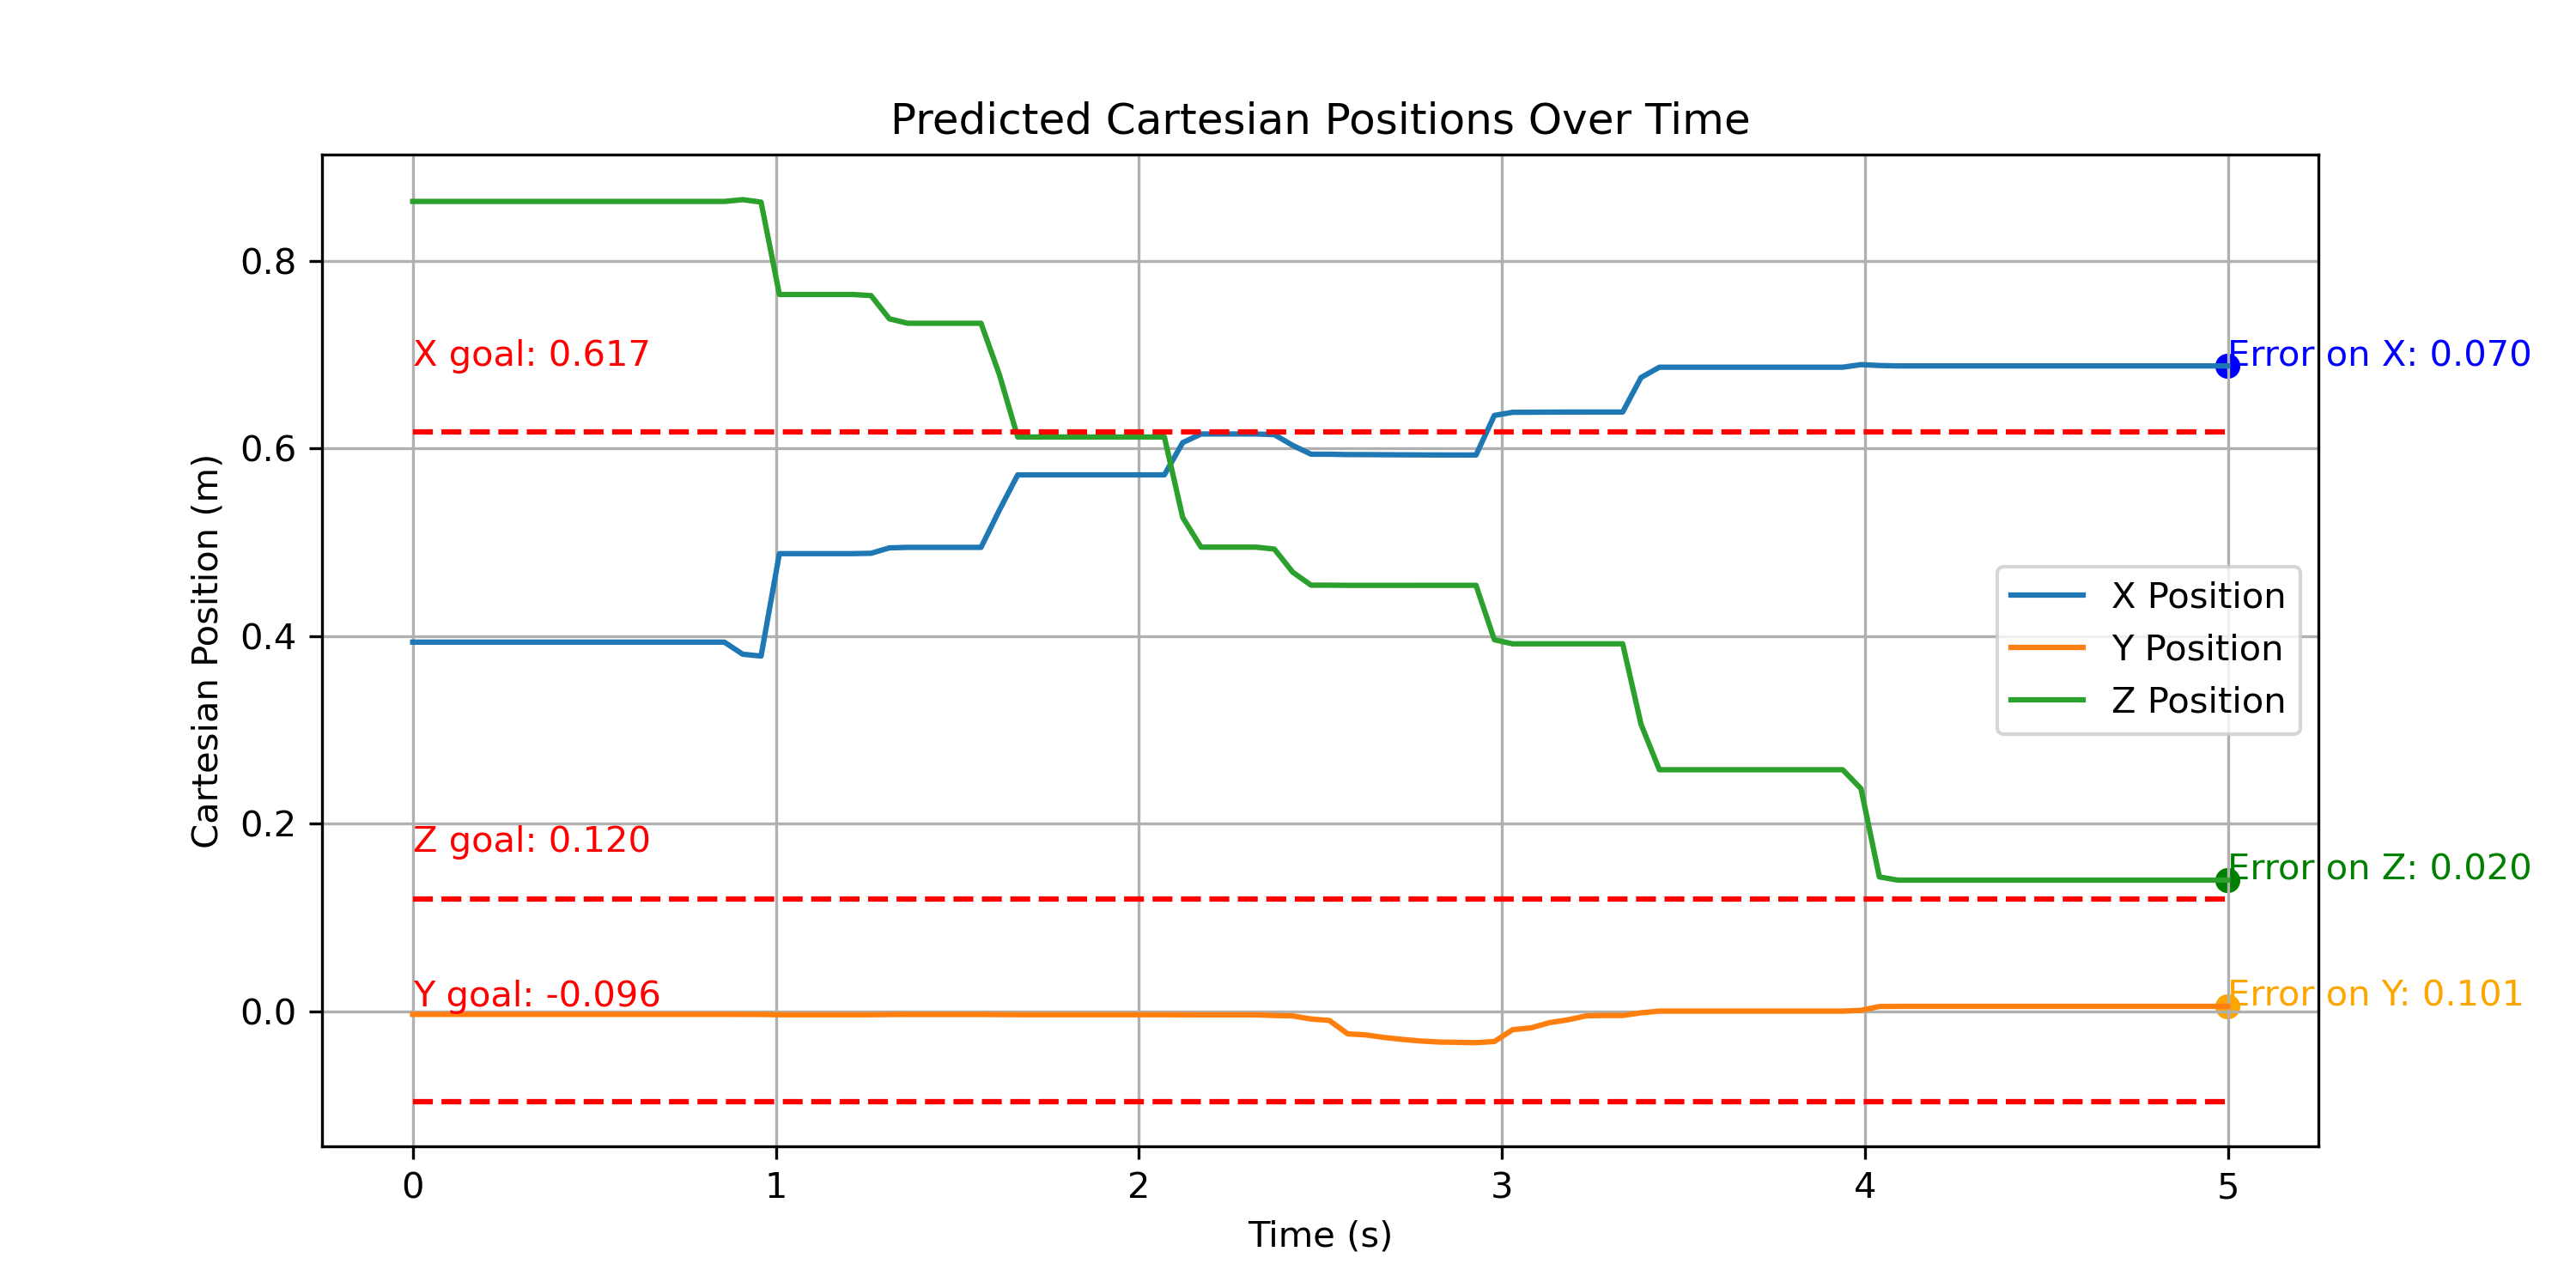 Predicted Cartesian Positions Over Time
Cartesian Position (m)
0.8
0.6
0.4
0.2
0.0
X goal: 0.617
Error on X: 0.070
X Position
Y Position
Z Position
Z goal: 0.120
Error on Z: 0.020
Y goal: -0.096
Error on Y: 0.101
0
1
2
3
4
5
Time (s)